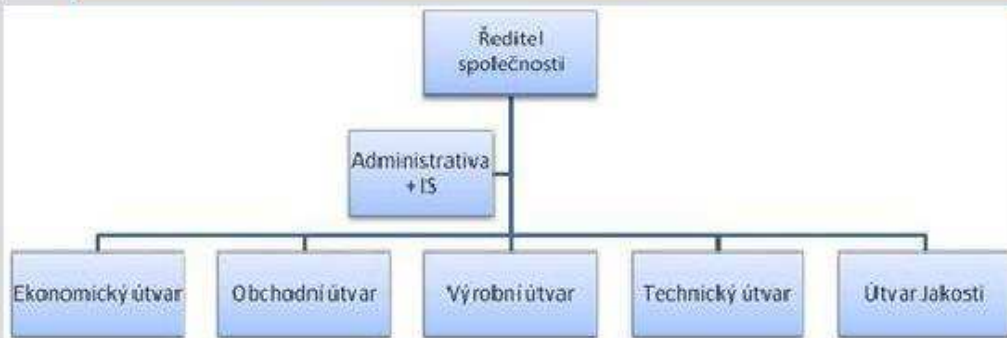 Ředitel
společnosti
Administrativa
+ IS
Ekonomický útvar
Obchodní útvar
Výrobní útvar
Technický útvar
Útvar Jakosti